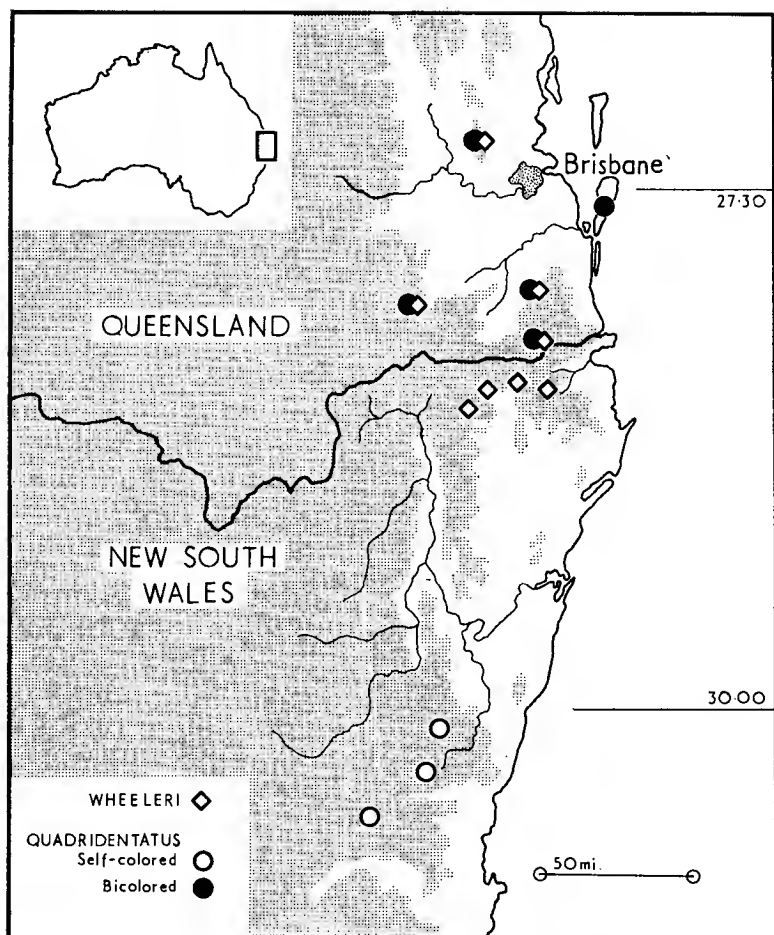 Brisbane
27·30
QUEENSLAND
NEW SOUTH
WALES
30·00
WHEELERI
QUADRIDENTATUS
Self-colored
Bicolored
50mi.